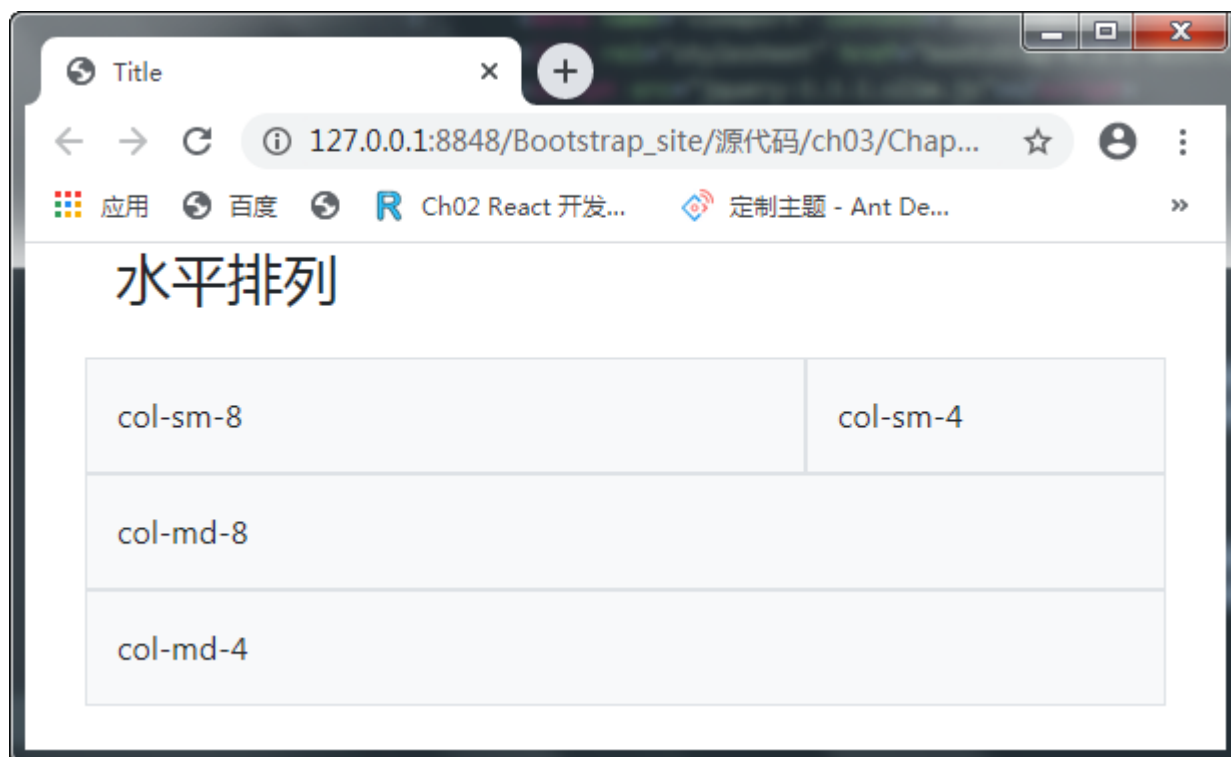 Title
127.0.0.1:8848/Bootstrap_site/源代码/ch03/Chap...
应用 百度 Ch02 React 开发... 定制主题 - Ant De... »
水平排列
col-sm-8 col-sm-4
col-md-8
col-md-4